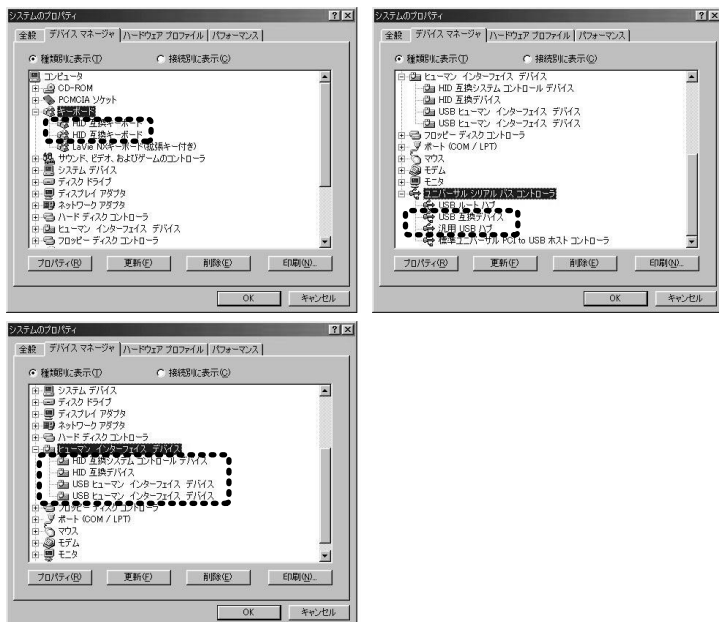 システムのプロパティ
全般 デバイス マネージャ ハードウェア プロファイル パフォーマンス
種類別に表示(T) 接続別に表示(C)
コンピュータ
CD-ROM
PCMCIA ソケット
キーボード
HID 互換キーボード
HID 互換キーボード
LaVie NXキーボード(拡張キー付き)
サウンド、ビデオ、およびゲームのコントローラ
システム デバイス
ディスク ドライブ
ディスプレイ アダプタ
ネットワーク アダプタ
ハード ディスク コントローラ
ヒューマン インターフェイス デバイス
フロッピー ディスク コントローラ
プロパティ(R) 更新(F) 削除(E) 印刷(N)...
OK キャンセル
システムのプロパティ
全般 デバイス マネージャ ハードウェア プロファイル パフォーマンス
種類別に表示(T) 接続別に表示(C)
ヒューマン インターフェイス デバイス
HID 互換システム コントロール デバイス
HID 互換デバイス
USB ヒューマン インターフェイス デバイス
USB ヒューマン インターフェイス デバイス
フロッピー ディスク コントローラ
ポート (COM / LPT)
マウス
モデム
モニタ
ユニバーサル シリアル バス コントローラ
USB ルート ハブ
USB 互換デバイス
汎用 USB ハブ
標準ユニバーサル PCI to USB ホスト コントローラ
プロパティ(R) 更新(F) 削除(E) 印刷(N)...
OK キャンセル
システムのプロパティ
全般 デバイス マネージャ ハードウェア プロファイル パフォーマンス
種類別に表示(T) 接続別に表示(C)
システム デバイス
ディスク ドライブ
ディスプレイ アダプタ
ネットワーク アダプタ
ハード ディスク コントローラ
ヒューマン インターフェイス デバイス
HID 互換システム コントロール デバイス
HID 互換デバイス
USB ヒューマン インターフェイス デバイス
USB ヒューマン インターフェイス デバイス
フロッピー ディスク コントローラ
ポート (COM / LPT)
マウス
モデム
モニタ
プロパティ(R) 更新(F) 削除(E) 印刷(N)...
OK キャンセル